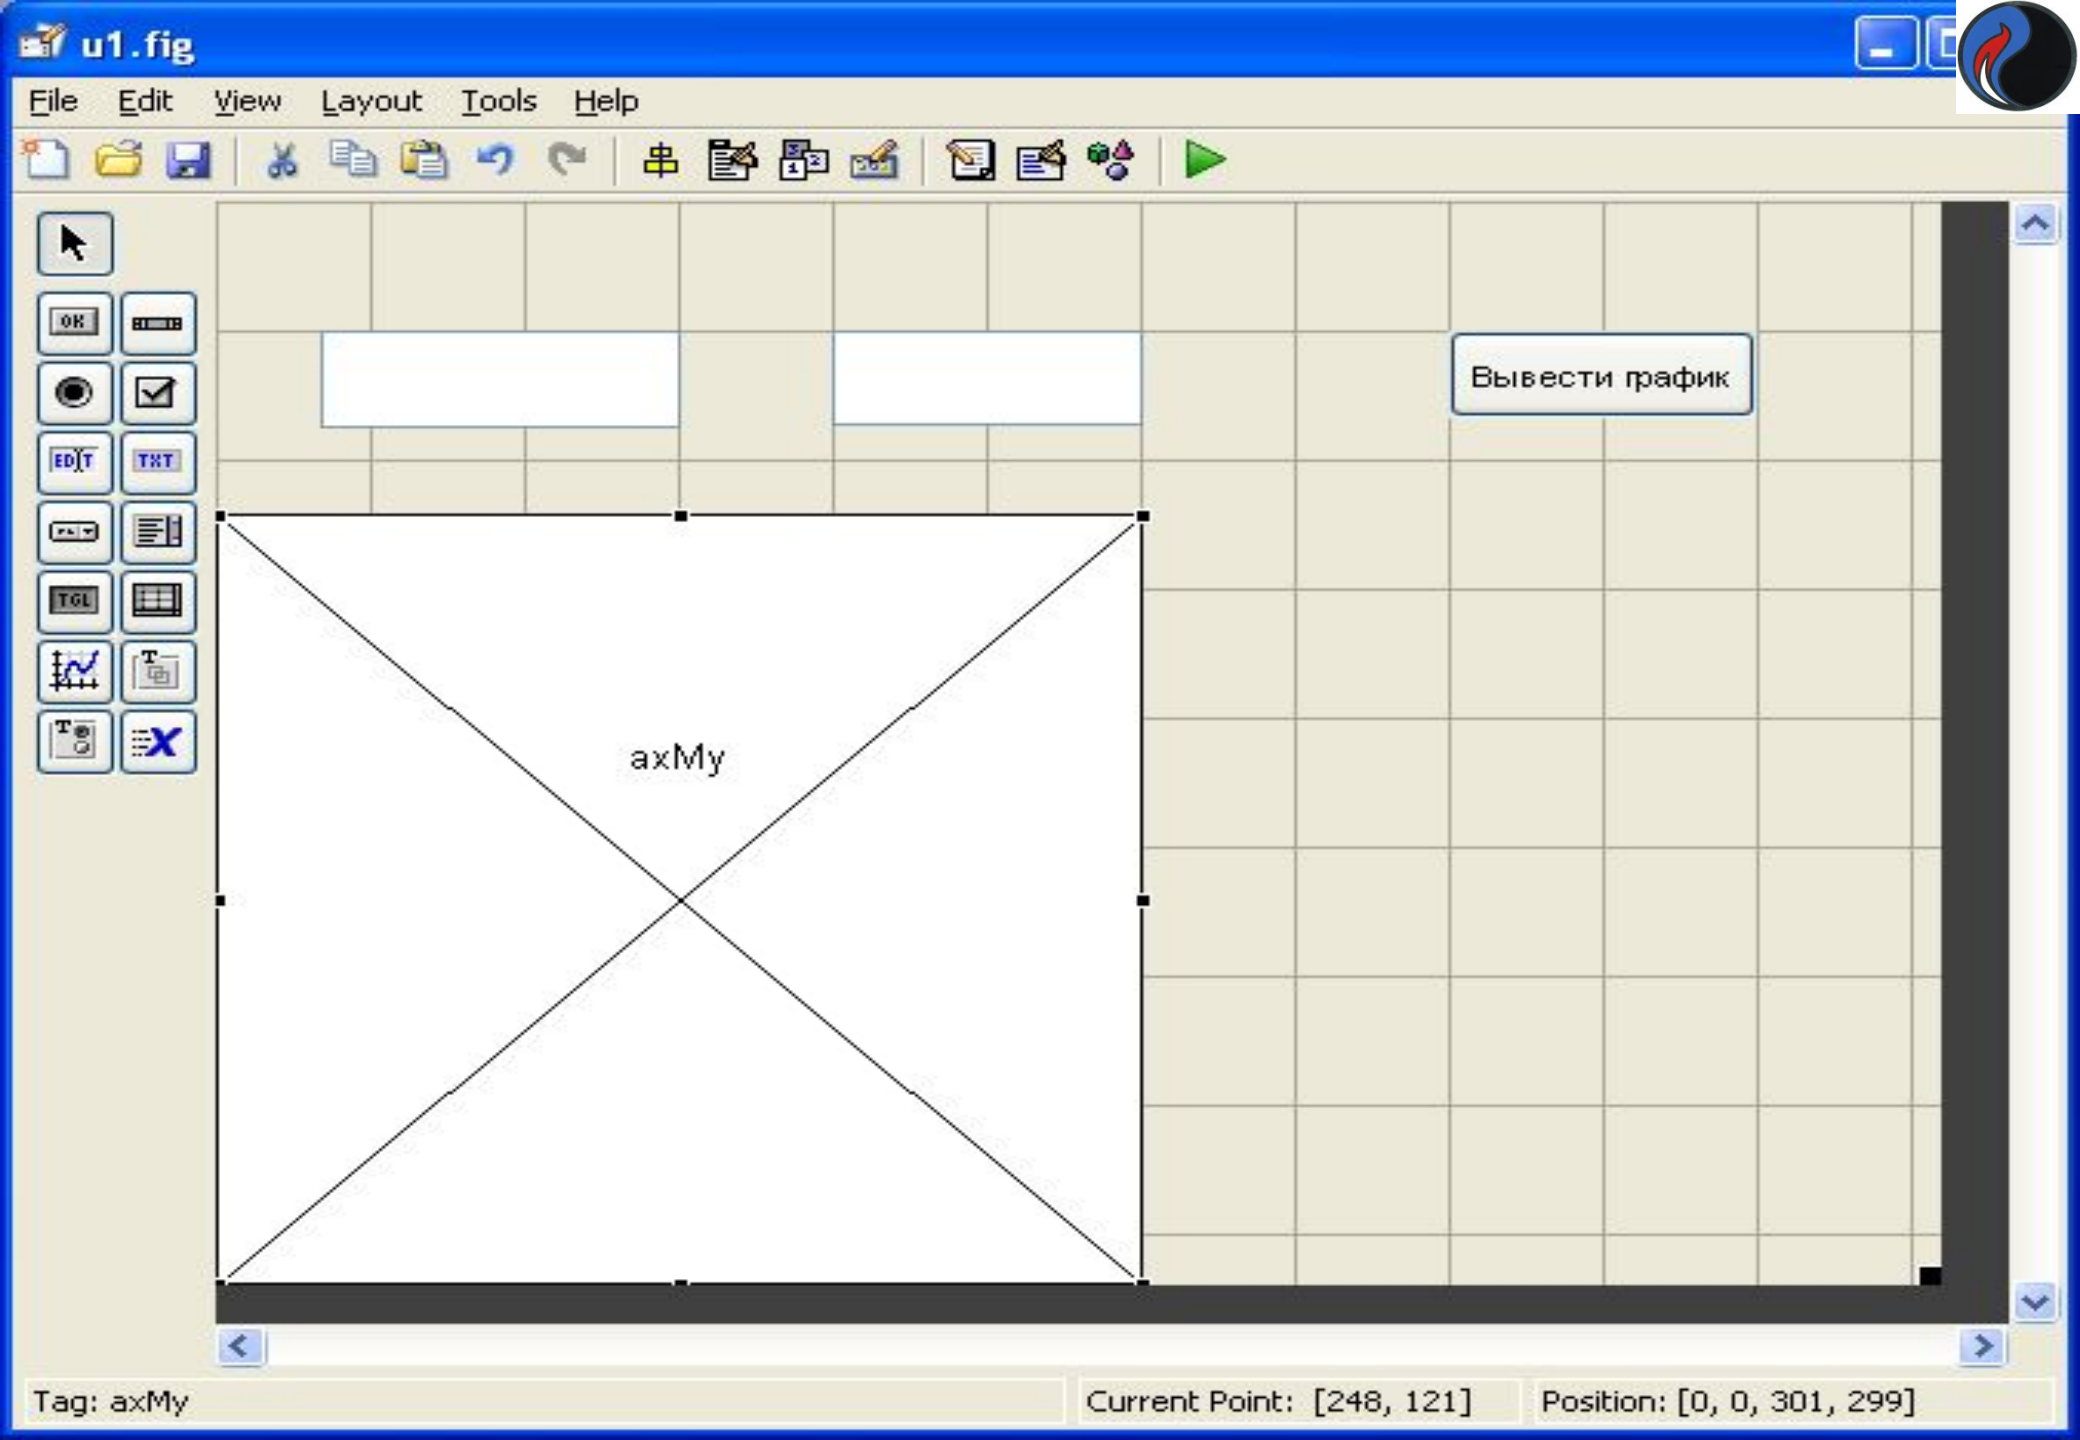 u1.fig
File Edit View Layout Tools Help
OK
Вывести график
EDIT TXT
TGL
T
T
axMy
Tag: axMy Current Point: [248, 121] Position: [0, 0, 301, 299]